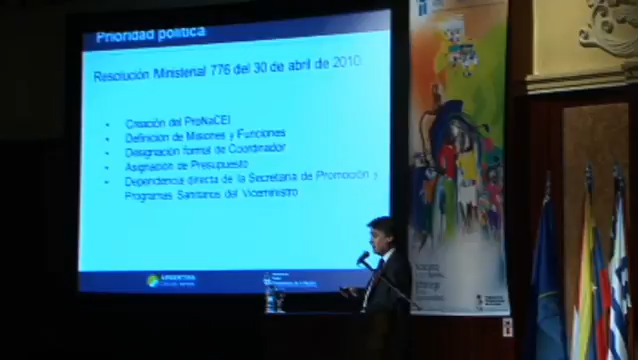 Prioridad política
Resolución Ministerial 776 del 30 de abril de 2010
• Creación del ProNaCEI
• Definición de Misiones y Funciones
• Designación formal de Coordinador
• Asignación de Presupuesto
• Dependencia directa de la Secretaria de Promoción y
Programas Sanitarios del Viceministro
ARGENTINA